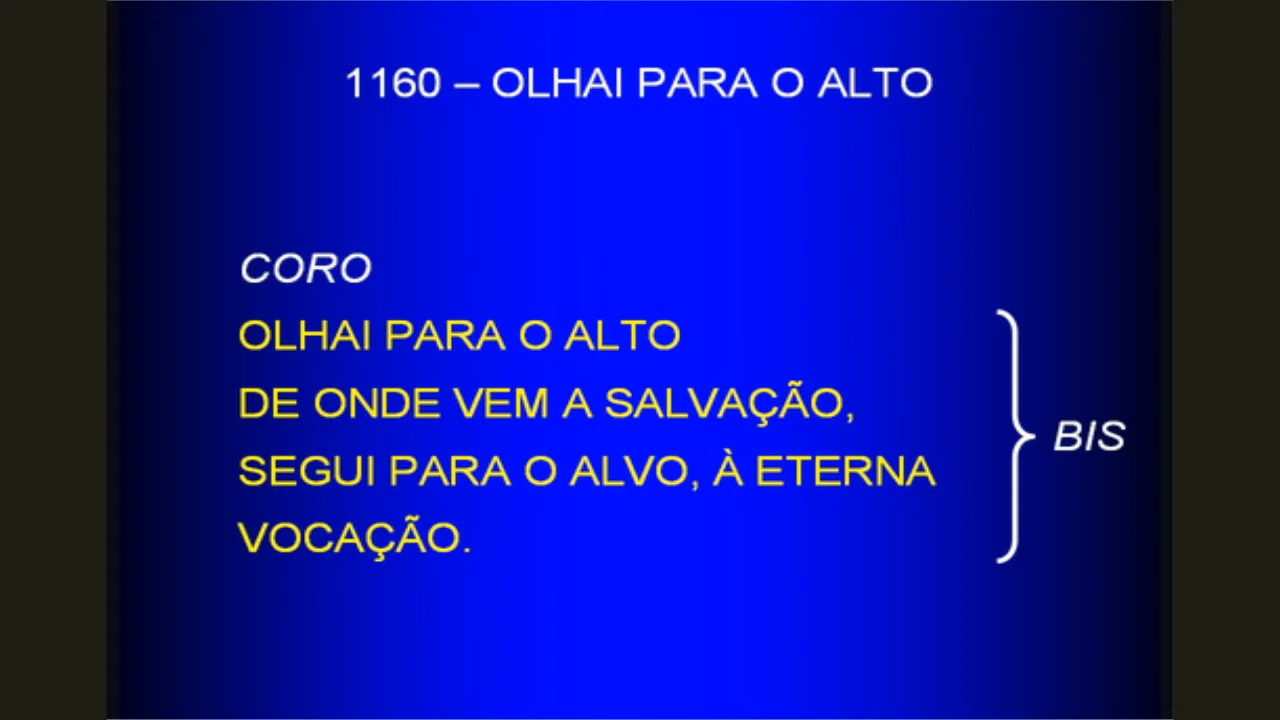 1160 – OLHAI PARA O ALTO
CORO
OLHAI PARA O ALTO
DE ONDE VEM A SALVAÇÃO,
SEGUI PARA O ALVO, À ETERNA
VOCAÇÃO.
BIS